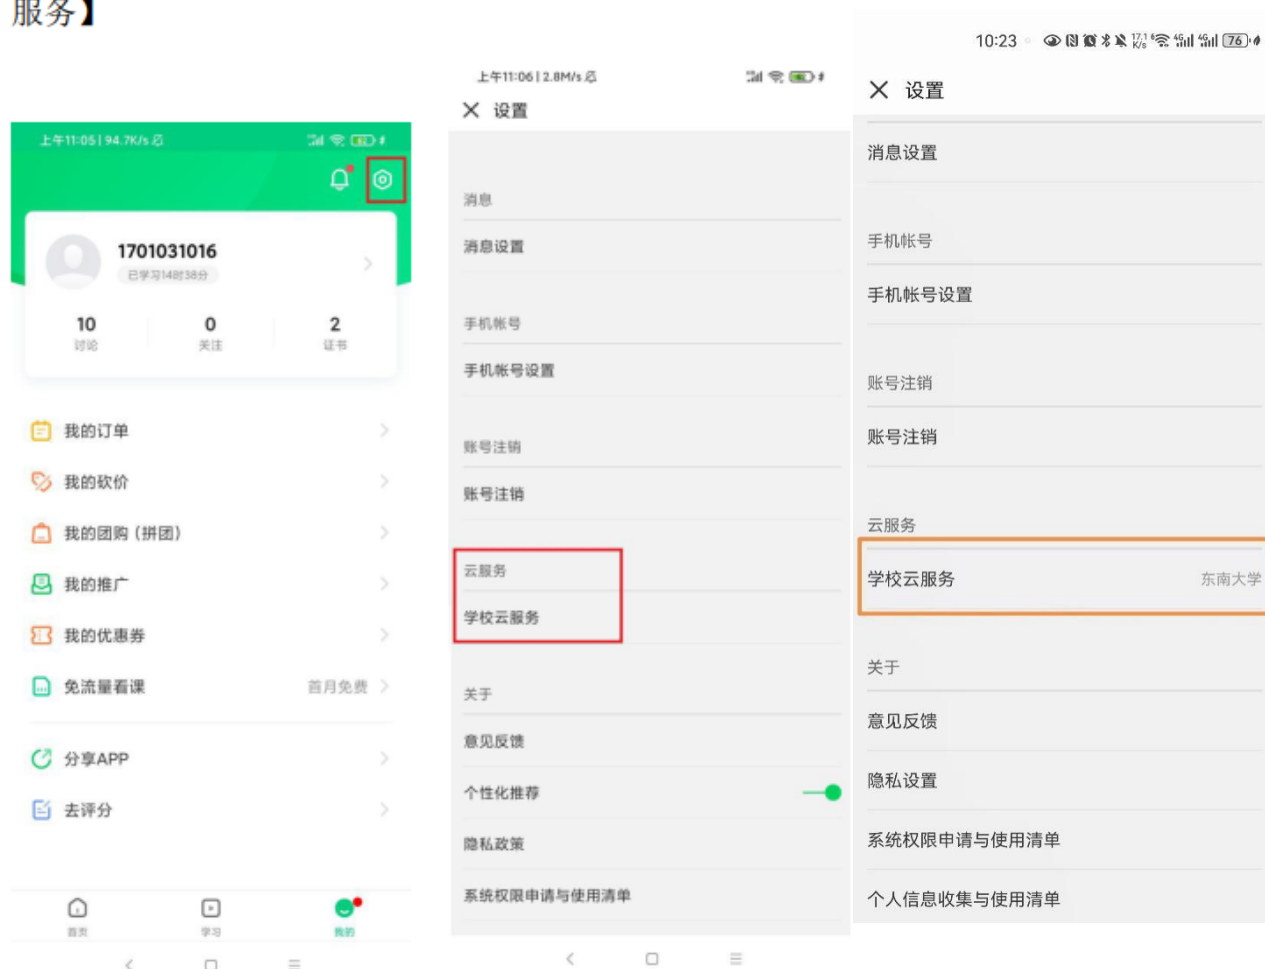 服务】
上午11:05 | 94.7K/s
1701031016
已学习14时38分
10
0
2
讨论
关注
证书
我的订单
我的砍价
我的团购（拼团）
我的推广
我的优惠券
免流量看课
首月免费
分享APP
去评分
首页
学习
我的
上午11:06 | 2.8M/s
设置
消息
消息设置
手机帐号
手机帐号设置
账号注销
账号注销
云服务
学校云服务
关于
意见反馈
个性化推荐
隐私政策
系统权限申请与使用清单
10:23
17.1 K/s
6
4G
4G
76
设置
消息设置
手机帐号
手机帐号设置
账号注销
账号注销
云服务
学校云服务
东南大学
关于
意见反馈
隐私设置
系统权限申请与使用清单
个人信息收集与使用清单